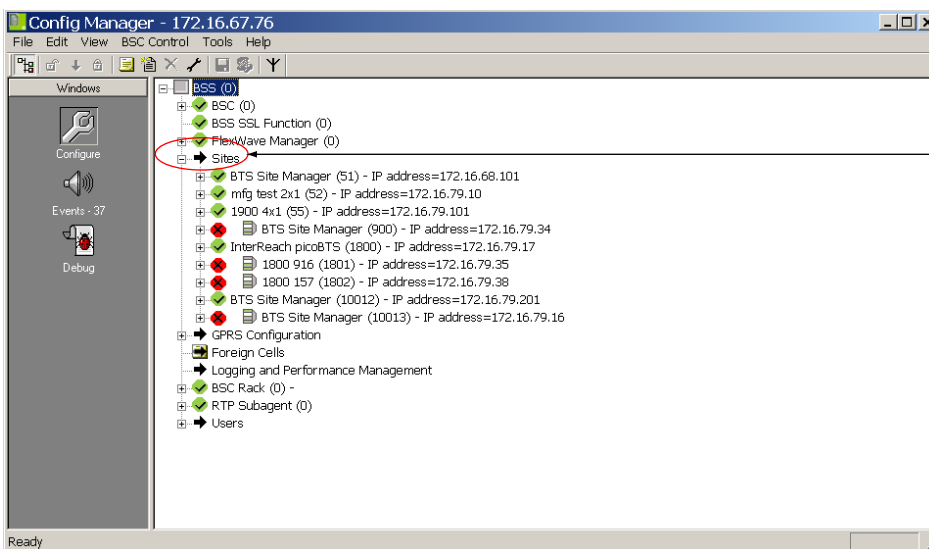 Config Manager - 172.16.67.76
File Edit View BSC Control Tools Help
Windows
Configure
Events - 37
Debug
BSS (0)
BSC (0)
BSS SSL Function (0)
FlexWave Manager (0)
Sites
BTS Site Manager (51) - IP address=172.16.68.101
mfg test 2x1 (52) - IP address=172.16.79.10
1900 4x1 (55) - IP address=172.16.79.101
BTS Site Manager (900) - IP address=172.16.79.34
InterReach picoBTS (1800) - IP address=172.16.79.17
1800 916 (1801) - IP address=172.16.79.35
1800 157 (1802) - IP address=172.16.79.38
BTS Site Manager (10012) - IP address=172.16.79.201
BTS Site Manager (10013) - IP address=172.16.79.16
GPRS Configuration
Foreign Cells
Logging and Performance Management
BSC Rack (0) -
RTP Subagent (0)
Users
Ready